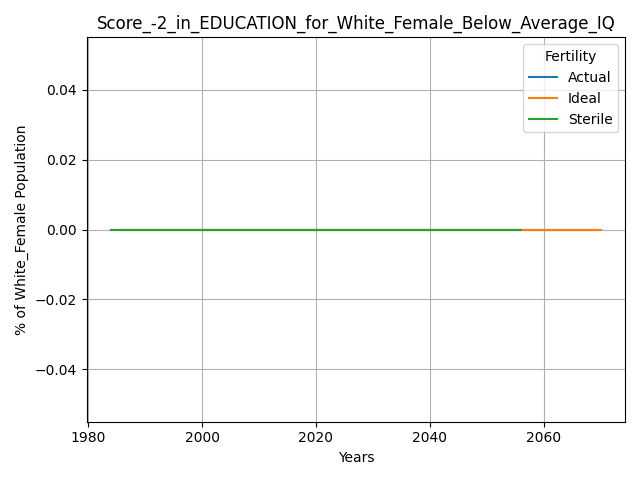 Score_-2_in_EDUCATION_for_White_Female_Below_Average_IQ
Fertility
Actual
Ideal
Sterile
0.04
0.02
0.00
−0.02
−0.04
% of White_Female Population
1980 2000 2020 2040 2060
Years